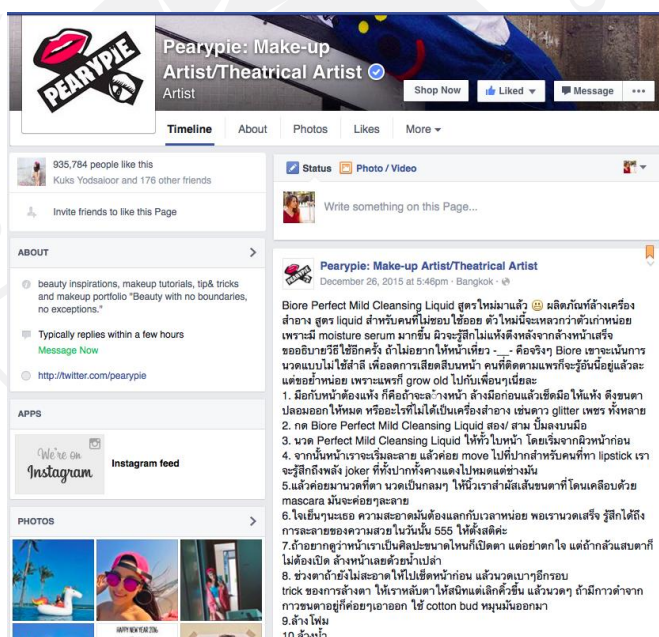 PEARYPIE
Pearypie: Make-up
Artist/Theatrical Artist
Artist
Shop Now
Liked
Message
Timeline
About
Photos
Likes
More
935,784 people like this
Kuks Yodsaioor and 176 other friends
Invite friends to like this Page
ABOUT
beauty inspirations, makeup tutorials, tip& tricks
and makeup portfolio "Beauty with no boundaries,
no exceptions."
Typically replies within a few hours
Message Now
http://twitter.com/pearypie
APPS
We're on
Instagram
Instagram feed
PHOTOS
HAPPY NEW YEAR 2016
Status
Photo / Video
Write something on this Page...
Pearypie: Make-up Artist/Theatrical Artist
December 26, 2015 at 5:46pm · Bangkok ·
Biore Perfect Mild Cleansing Liquid สูตรใหม่มาแล้ว 😀 ผลิตภัณฑ์ล้างเครื่อง
สำอาง สูตร liquid สำหรับคนที่ไม่ชอบใช้ออย ตัวใหม่นี้จะเหลวกว่าตัวเก่าหน่อย
เพราะมี moisture serum มากขึ้น ผิวจะรู้สึกไม่แห้งตึงหลังจากล้างหน้าเสร็จ
ขออธิบายวีธีใช้อีกครั้ง ถ้าไม่อยากให้หน้าเหี่ยว -__- คือจริงๆ Biore เขาจะเน้นการ
นวดแบบไม่ใช้สำลี เพื่อลดการเสียดสีบนหน้า คนที่ติดตามแพรก็จะรู้อันนี้อยู่แล้วละ
แต่ขอย้ำหน่อย เพราะแพรก็ grow old ไปกับเพื่อนๆเนี่ยละ
1. มือกับหน้าต้องแห้ง ก็คือถ้าจะล้างหน้า ล้างมือก่อนแล้วเช็ดมือให้แห้ง ดึงขนตา
ปลอมออกให้หมด หรืออะไรที่ไม่ได้เป็นเครื่องสำอาง เช่นดาว glitter เพชร ทั้งหลาย
2. กด Biore Perfect Mild Cleansing Liquid สอง/ สาม ปั้มลงบนมือ
3. นวด Perfect Mild Cleansing Liquid ให้ทั่วใบหน้า โดยเริ่มจากผิวหน้าก่อน
4. จากนั้นหน้าเราจะเริ่มละลาย แล้วค่อย move ไปที่ปากสำหรับคนที่ทา lipstick เรา
จะรู้สึกถึงพลัง joker ที่ทั้งปากทั้งคางแดงไปหมดแต่ช่างมัน
5.แล้วค่อยมานวดที่ตา นวดเป็นกลมๆ ให้นิ้วเราสำผัสเส้นขนตาที่โดนเคลือบด้วย
mascara มันจะค่อยๆละลาย
6.ใจเย็นๆนะเธอ ความสะอาดมันต้องแลกกับเวลาหน่อย พอเรานวดเสร็จ รู้สึกได้ถึง
การละลายของความสวยในวันนั้น 555 ให้ตั้งสติค่ะ
7.ถ้าอยากดูว่าหน้าเราเป็นศิลปะขนาดไหนก็เปิดตา แต่อย่าตกใจ แต่ถ้ากลัวแสบตาก็
ไม่ต้องเปิด ล้างหน้าเลยด้วยน้ำเปล่า
8. ช่วงตาถ้ายังไม่สะอาด ให้ไปเช็ดหน้าก่อน แล้วนวดเบาๆอีกรอบ
trick ของการล้างตา ให้เราหลับตาให้สนิทแต่เลิกคิ้วขึ้น แล้วนวดๆ ถ้ามีกาวดำจาก
กาวขนตาอยู่ก็ค่อยๆเอาออก ใช้ cotton bud หมุนมันออกมา
9.ล้างโฟม
10.ล้างน้ำ